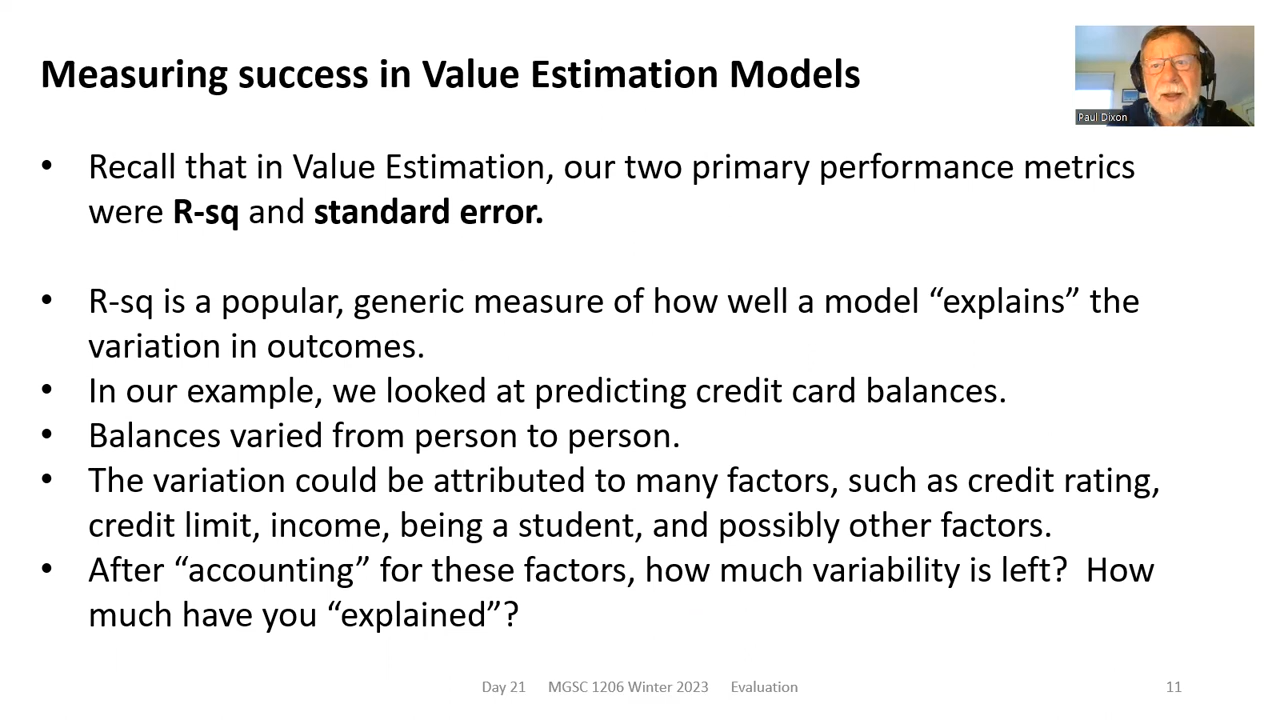 Measuring success in Value Estimation Models
Paul Dixon
• Recall that in Value Estimation, our two primary performance metrics
were R-sq and standard error.
• R-sq is a popular, generic measure of how well a model “explains” the
variation in outcomes.
• In our example, we looked at predicting credit card balances.
• Balances varied from person to person.
• The variation could be attributed to many factors, such as credit rating,
credit limit, income, being a student, and possibly other factors.
• After “accounting” for these factors, how much variability is left?  How
much have you “explained”?
Day 21 MGSC 1206 Winter 2023 Evaluation 11